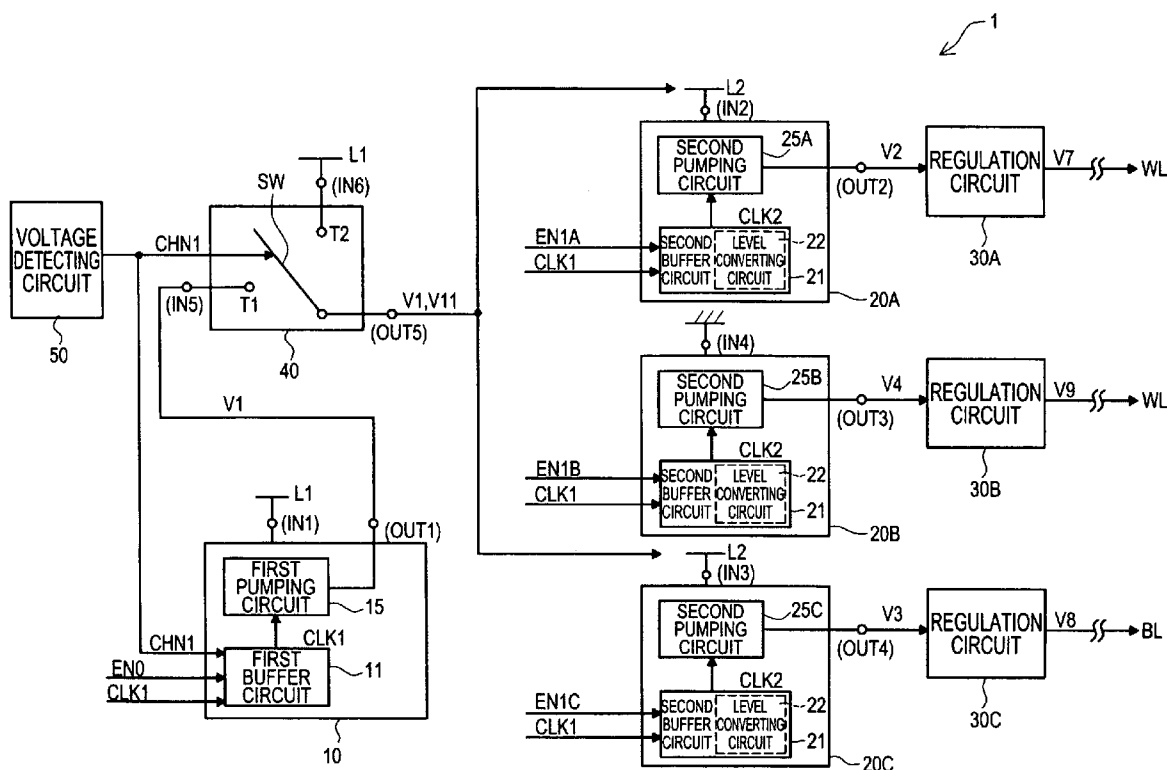 1
L2
(IN2)
SECOND
PUMPING
CIRCUIT
25A
V2
(OUT2)
REGULATION
CIRCUIT
V7
WL
30A
CLK2
EN1A
CLK1
SECOND
BUFFER
CIRCUIT
LEVEL
CONVERTING
CIRCUIT
22
21
20A
L1
(IN6)
SW
T2
VOLTAGE
DETECTING
CIRCUIT
50
CHN1
(IN5)
T1
V1,V11
(OUT5)
40
V1
(IN4)
SECOND
PUMPING
CIRCUIT
25B
V4
(OUT3)
REGULATION
CIRCUIT
V9
WL
30B
CLK2
EN1B
CLK1
SECOND
BUFFER
CIRCUIT
LEVEL
CONVERTING
CIRCUIT
22
21
20B
L1
(IN1)
(OUT1)
FIRST
PUMPING
CIRCUIT
15
CLK1
CHN1
EN0
CLK1
FIRST
BUFFER
CIRCUIT
11
10
L2
(IN3)
SECOND
PUMPING
CIRCUIT
25C
V3
(OUT4)
REGULATION
CIRCUIT
V8
BL
30C
CLK2
EN1C
CLK1
SECOND
BUFFER
CIRCUIT
LEVEL
CONVERTING
CIRCUIT
22
21
20C